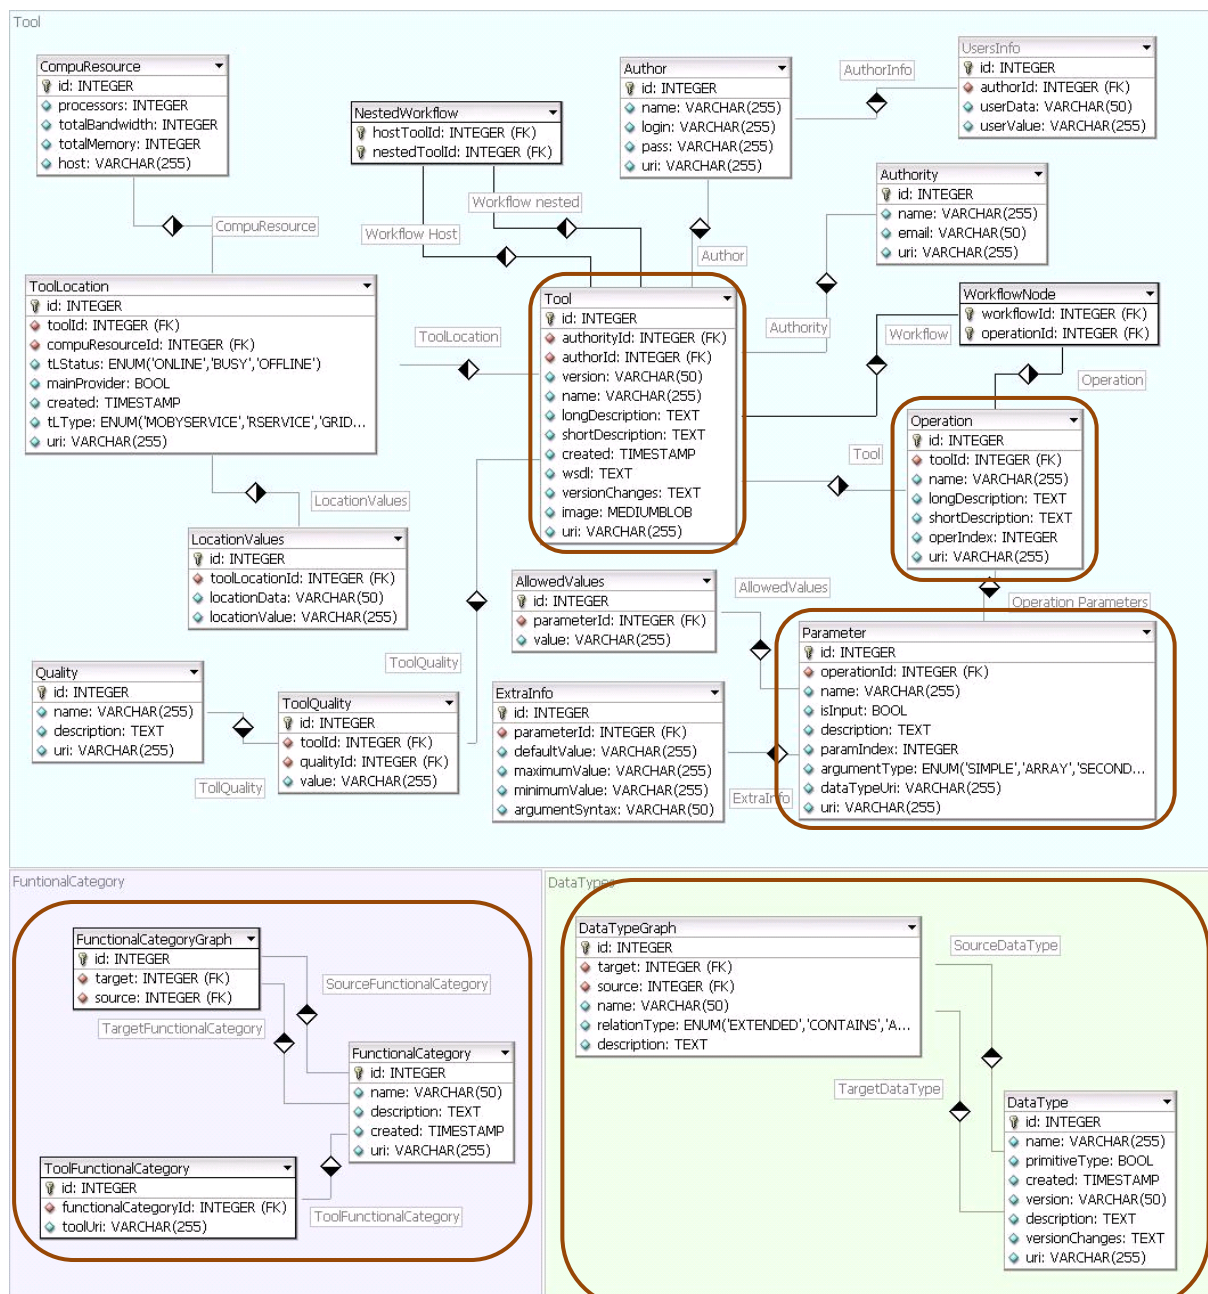 Tool
CompuResource
id: INTEGER
processors: INTEGER
totalBandwidth: INTEGER
totalMemory: INTEGER
host: VARCHAR(255)
NestedWorkflow
hostToolId: INTEGER (FK)
nestedToolId: INTEGER (FK)
Author
id: INTEGER
name: VARCHAR(255)
login: VARCHAR(255)
pass: VARCHAR(255)
uri: VARCHAR(255)
AuthorInfo
UsersInfo
id: INTEGER
authorId: INTEGER (FK)
userData: VARCHAR(50)
userValue: VARCHAR(255)
Authority
id: INTEGER
name: VARCHAR(255)
email: VARCHAR(50)
uri: VARCHAR(255)
Workflow nested
Workflow Host
CompuResource
Author
ToolLocation
id: INTEGER
toolId: INTEGER (FK)
compuResourceId: INTEGER (FK)
tLStatus: ENUM('ONLINE','BUSY','OFFLINE')
mainProvider: BOOL
created: TIMESTAMP
tLType: ENUM('MOBYSERVICE','RSERVICE','GRID...
uri: VARCHAR(255)
ToolLocation
Tool
id: INTEGER
authorityId: INTEGER (FK)
authorId: INTEGER (FK)
version: VARCHAR(50)
name: VARCHAR(255)
longDescription: TEXT
shortDescription: TEXT
created: TIMESTAMP
wsdl: TEXT
versionChanges: TEXT
image: MEDIUMBLOB
uri: VARCHAR(255)
Authority
Workflow
WorkflowNode
workflowId: INTEGER (FK)
operationId: INTEGER (FK)
Operation
Tool
Operation
id: INTEGER
toolId: INTEGER (FK)
name: VARCHAR(255)
longDescription: TEXT
shortDescription: TEXT
operIndex: INTEGER
uri: VARCHAR(255)
LocationValues
LocationValues
id: INTEGER
toolLocationId: INTEGER (FK)
locationData: VARCHAR(50)
locationValue: VARCHAR(255)
AllowedValues
id: INTEGER
parameterId: INTEGER (FK)
value: VARCHAR(255)
AllowedValues
Operation Parameters
Parameter
id: INTEGER
operationId: INTEGER (FK)
name: VARCHAR(255)
isInput: BOOL
description: TEXT
paramIndex: INTEGER
argumentType: ENUM('SIMPLE','ARRAY','SECOND...
dataTypeUri: VARCHAR(255)
uri: VARCHAR(255)
ToolQuality
Quality
id: INTEGER
name: VARCHAR(255)
description: TEXT
uri: VARCHAR(255)
ToolQuality
id: INTEGER
toolId: INTEGER (FK)
qualityId: INTEGER (FK)
value: VARCHAR(255)
TollQuality
ExtraInfo
id: INTEGER
parameterId: INTEGER (FK)
defaultValue: VARCHAR(255)
maximumValue: VARCHAR(255)
minimumValue: VARCHAR(255)
argumentSyntax: VARCHAR(50)
ExtraInfo
FuntionalCategory
FunctionalCategoryGraph
id: INTEGER
target: INTEGER (FK)
source: INTEGER (FK)
SourceFunctionalCategory
TargetFunctionalCategory
FunctionalCategory
id: INTEGER
name: VARCHAR(50)
description: TEXT
created: TIMESTAMP
uri: VARCHAR(255)
ToolFunctionalCategory
id: INTEGER
functionalCategoryId: INTEGER (FK)
toolUri: VARCHAR(255)
ToolFunctionalCategory
DataTypes
DataTypeGraph
id: INTEGER
target: INTEGER (FK)
source: INTEGER (FK)
name: VARCHAR(50)
relationType: ENUM('EXTENDED','CONTAINS','A...
description: TEXT
SourceDataType
TargetDataType
DataType
id: INTEGER
name: VARCHAR(255)
primitiveType: BOOL
created: TIMESTAMP
version: VARCHAR(50)
description: TEXT
versionChanges: TEXT
uri: VARCHAR(255)